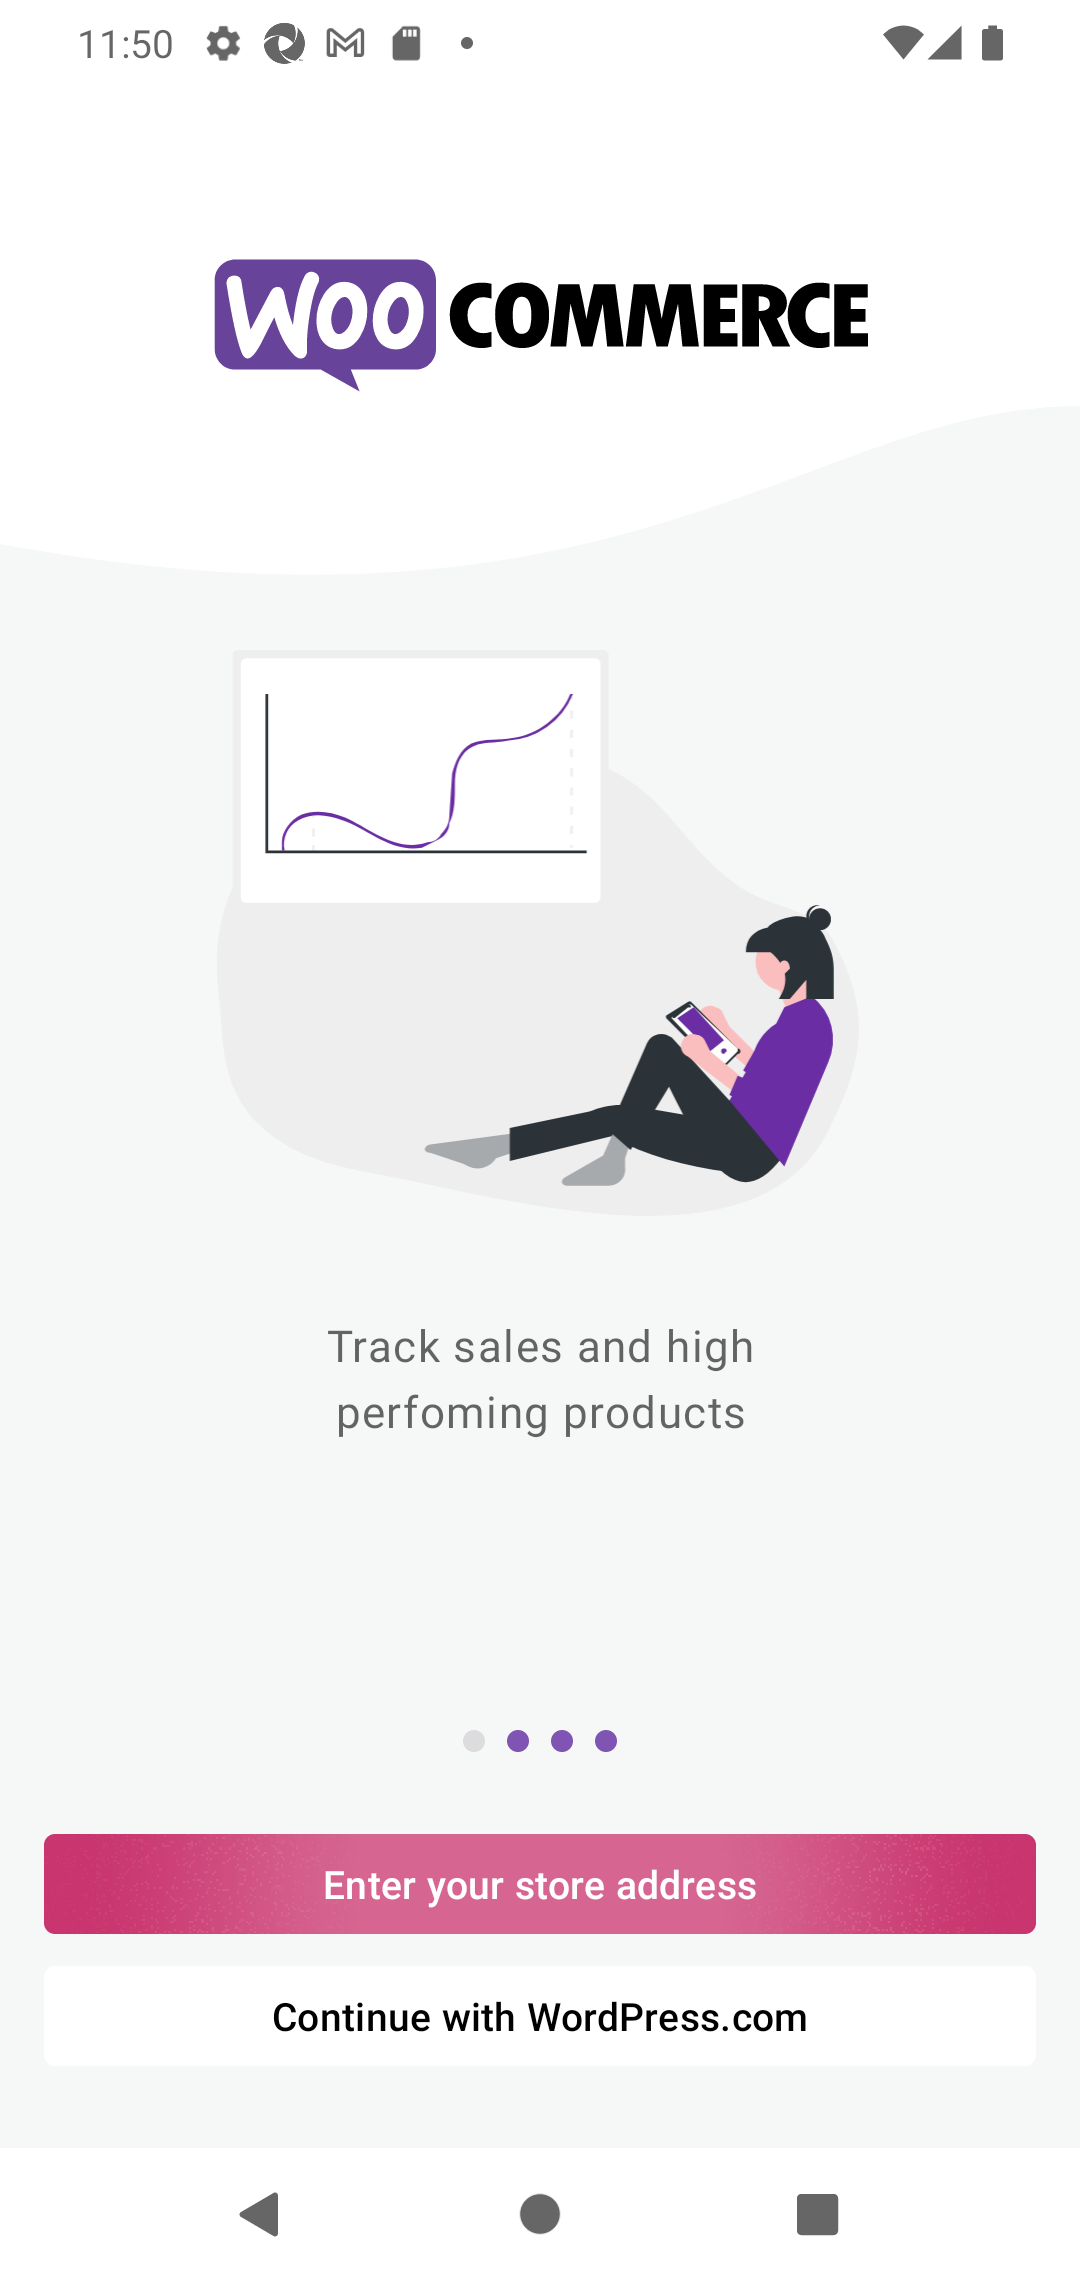 11:50
WOO COMMERCE
Track sales and high
perfoming products
Enter your store address
Continue with WordPress.com